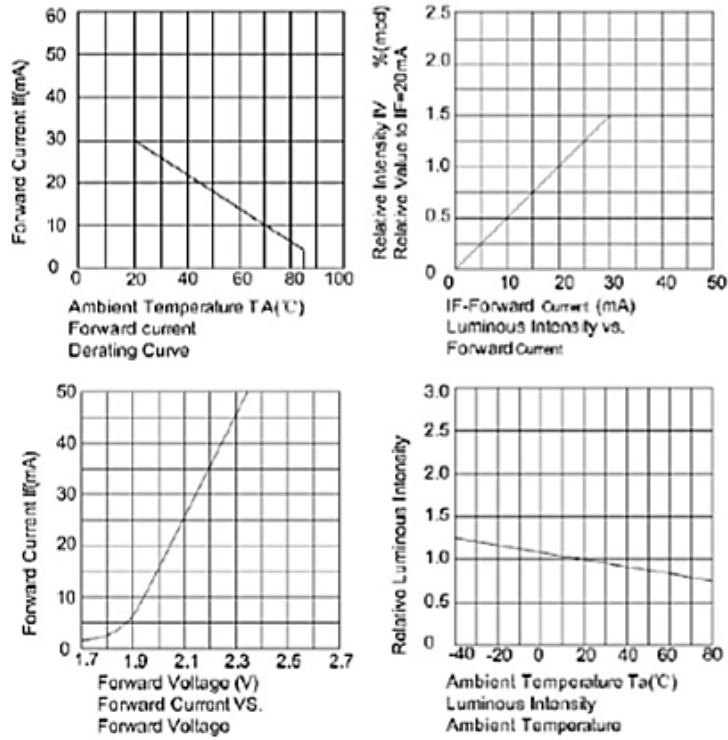 Forward Current If(mA)
60
50
40
30
20
10
0
0 20 40 60 80 100
Ambient Temperature TA(℃)
Forward current
Derating Curve
Relative Intensity IV %(mcd)
Relative Value to IIF=20mA
2.5
2.0
1.5
1.0
0.5
0
0 10 20 30 40 50
IF-Forward Current (mA)
Luminous Intensity vs.
Forward Current
Forward Current If(mA)
50
40
30
20
10
0
1.7 1.9 2.1 2.3 2.5 2.7
Forward Voltage (V)
Forward Current VS.
Forward Voltage
Relative Luminous Intensity
3.0
2.5
2.0
1.5
1.0
0.5
0
-40 -20 0 20 40 60 80
Ambient Temperature Ta(℃)
Luminous Intensity
Ambient Temperature